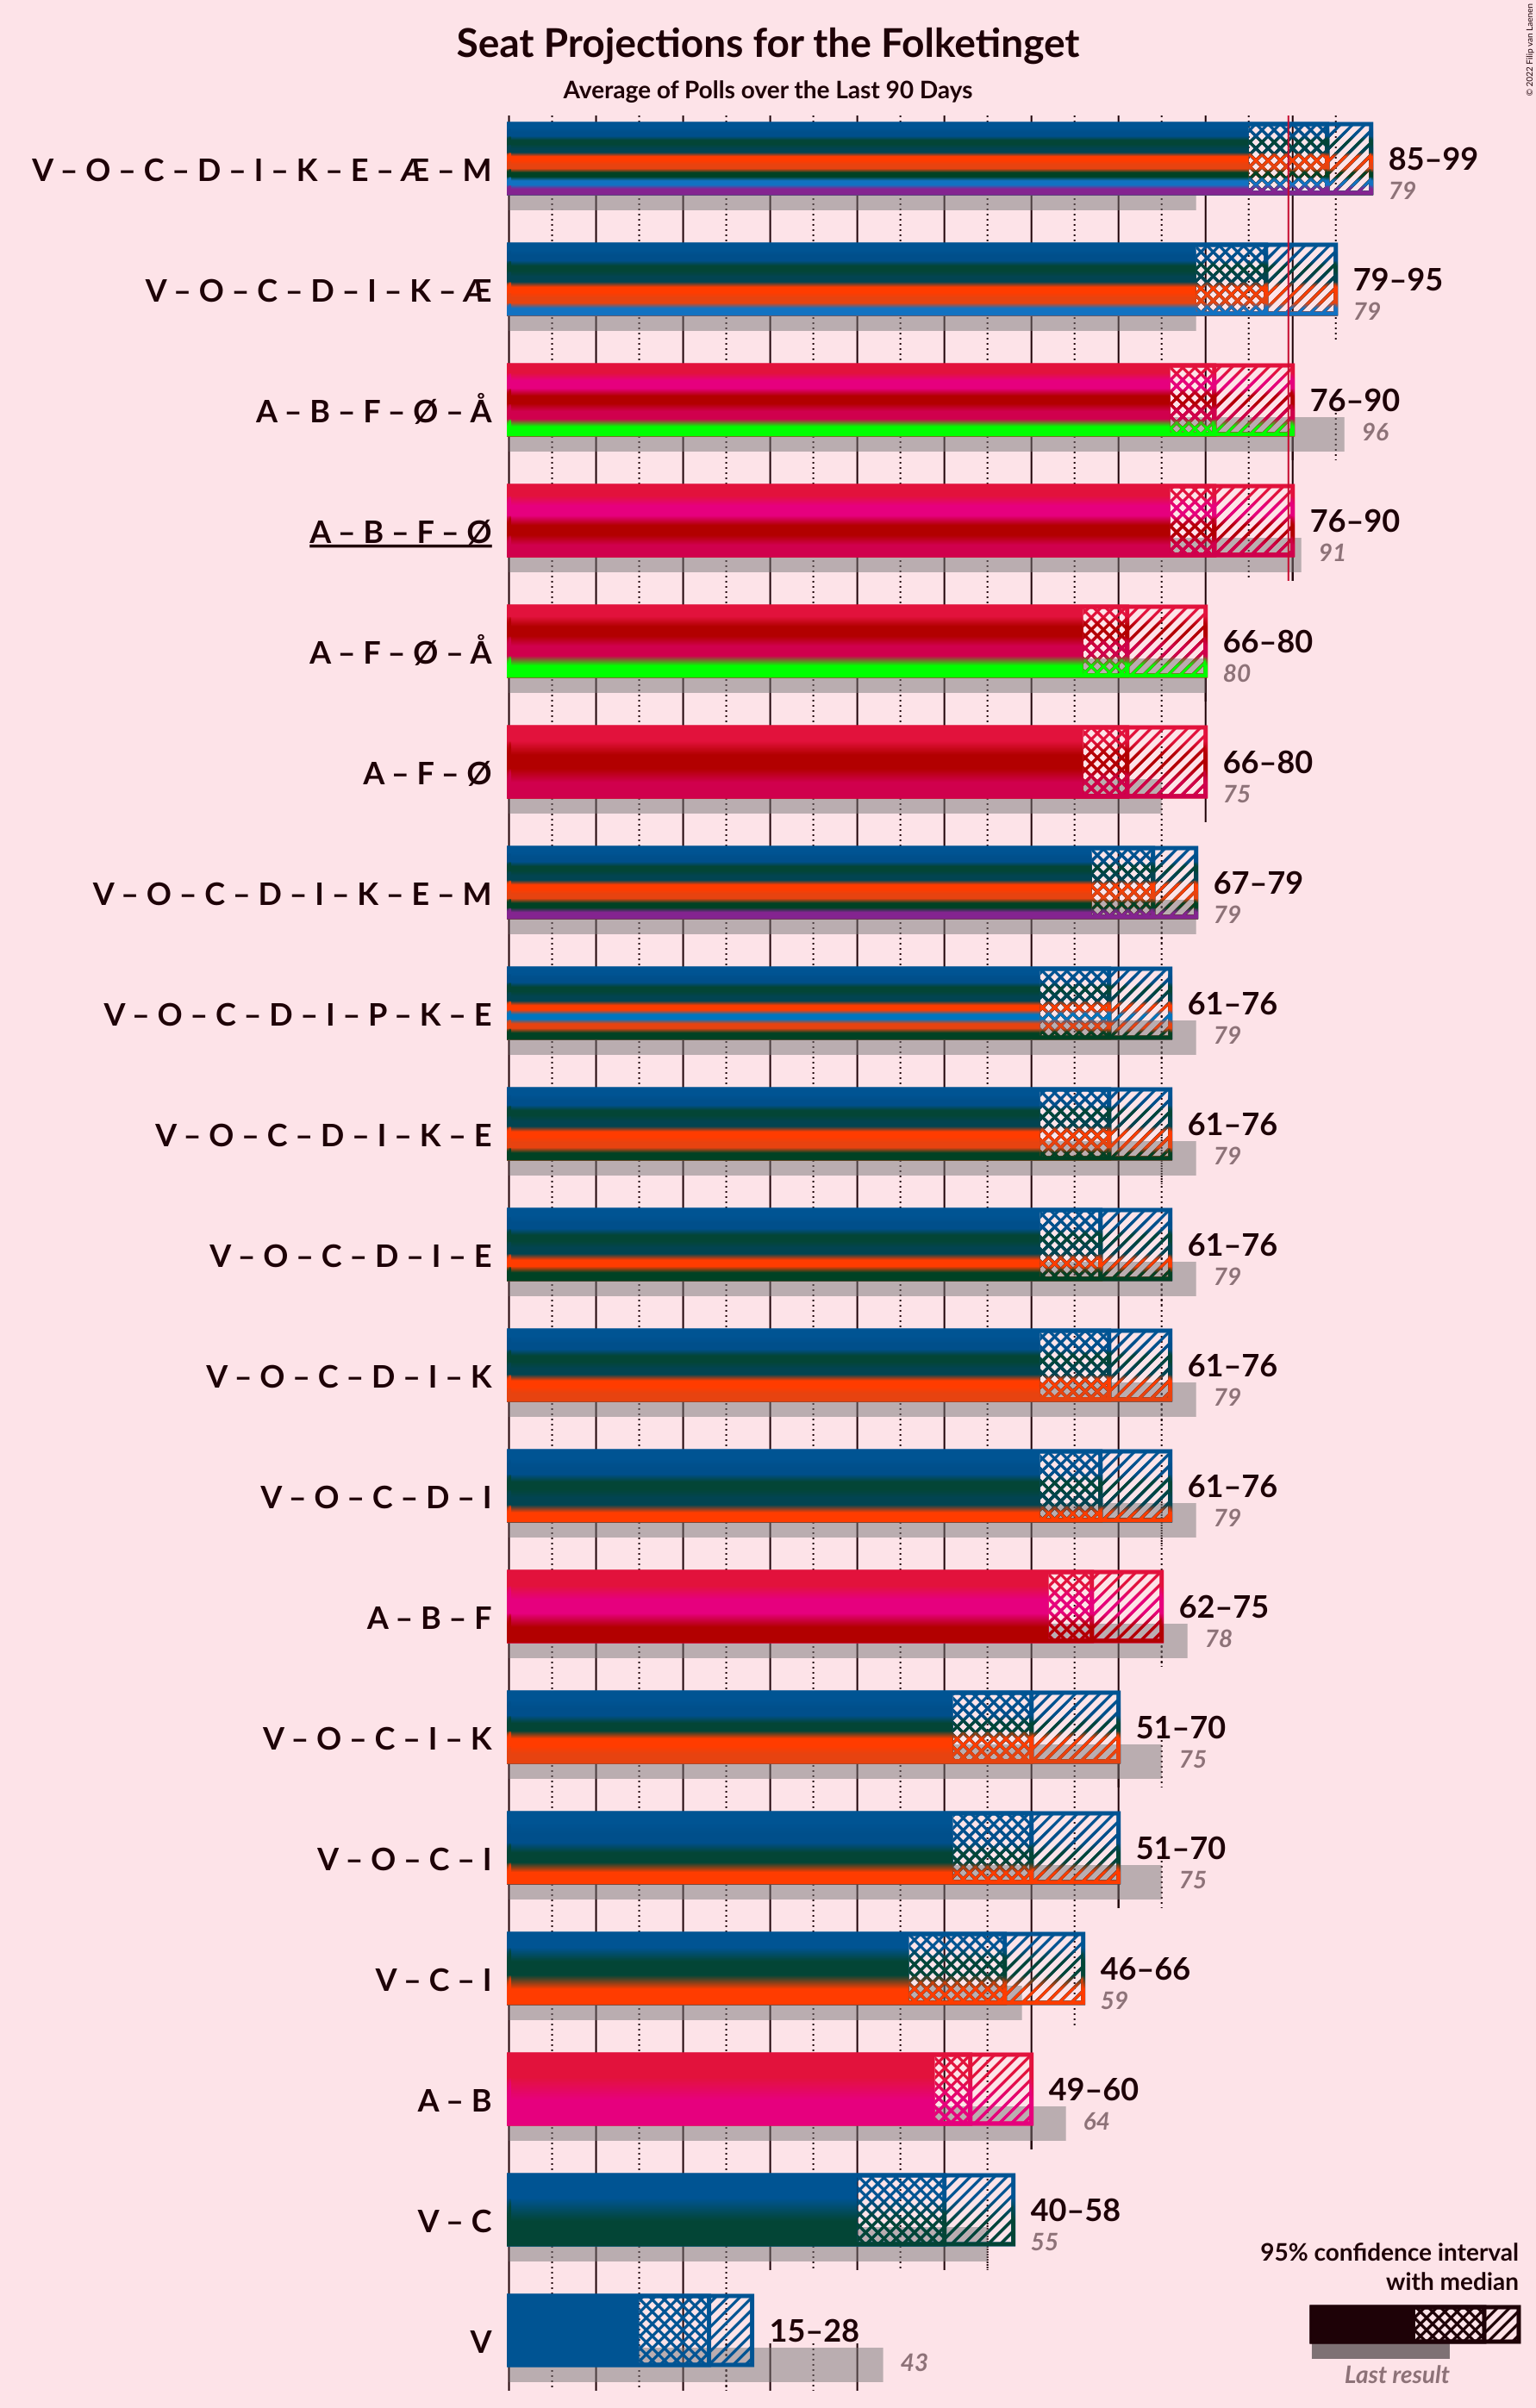 Seat Projections for the Folketinget
Average of Polls over the Last 90 Days
© 2022 Filip van Laenen
V – O – C – D – I – K – E – Æ – M
85–99
79
V – O – C – D – I – K – Æ
79–95
79
A – B – F – Ø – Å
76–90
96
A – B – F – Ø
76–90
91
A – F – Ø – Å
66–80
80
A – F – Ø
66–80
75
V – O – C – D – I – K – E – M
67–79
79
V – O – C – D – I – P – K – E
61–76
79
V – O – C – D – I – K – E
61–76
79
V – O – C – D – I – E
61–76
79
V – O – C – D – I – K
61–76
79
V – O – C – D – I
61–76
79
A – B – F
62–75
78
V – O – C – I – K
51–70
75
V – O – C – I
51–70
75
V – C – I
46–66
59
A – B
49–60
64
V – C
40–58
55
V
15–28
43
95% confidence interval
with median
Last result